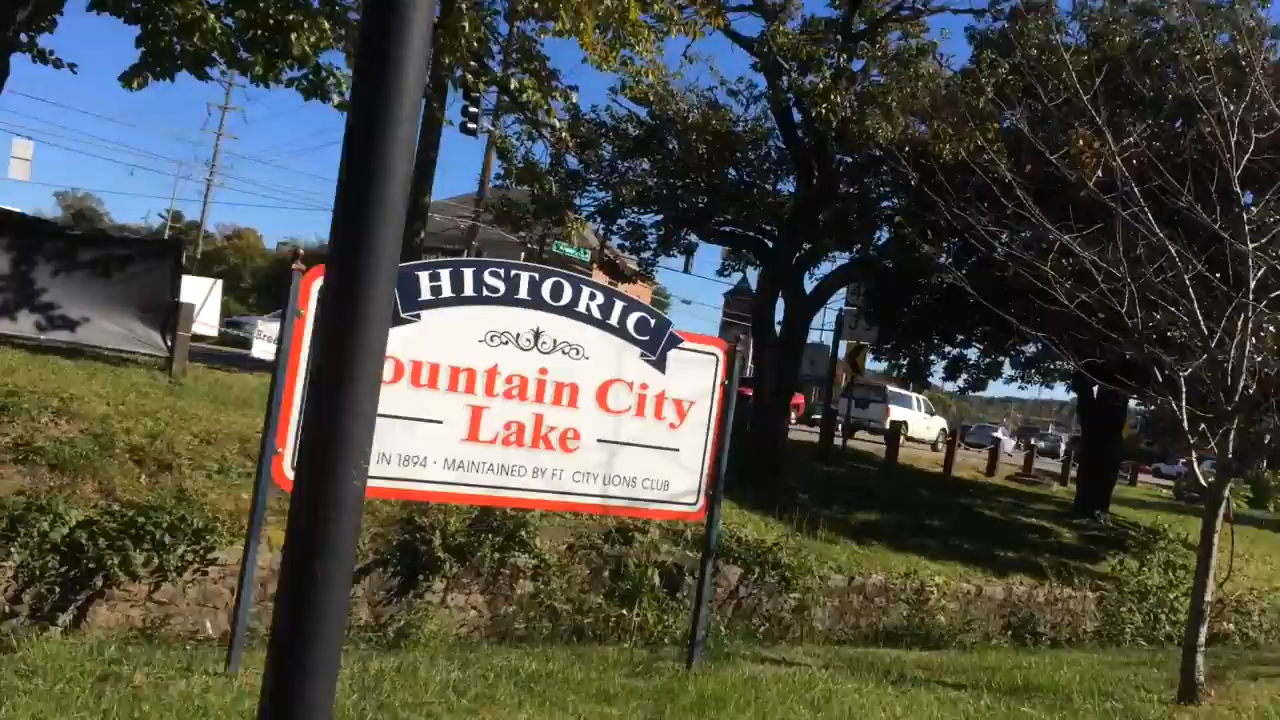 HISTORIC
ountain City
Lake
IN 1894 · MAINTAINED BY FT CITY LIONS CLUB